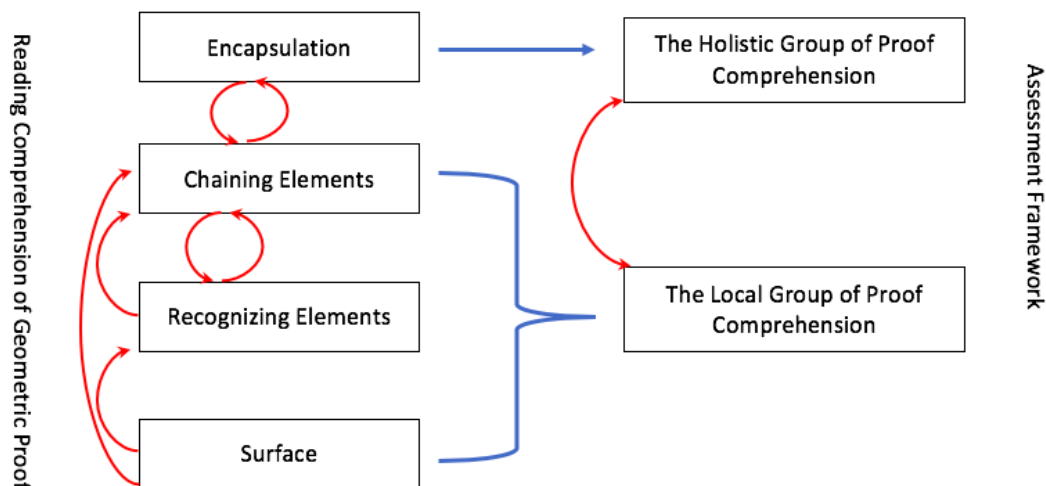 Reading Comprehension of Geometric Proof
Encapsulation
Chaining Elements
Recognizing Elements
Surface
The Holistic Group of Proof
Comprehension
The Local Group of Proof
Comprehension
Assessment Framework